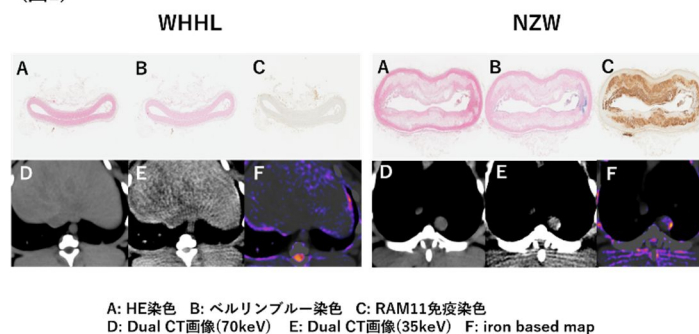 WHHL NZW
A B C A B C
D E F D E F
A: HE染色 B: ベルリンブルー染色 C: RAM11免疫染色
D: Dual CT画像(70keV) E: Dual CT画像(35keV) F: iron based map